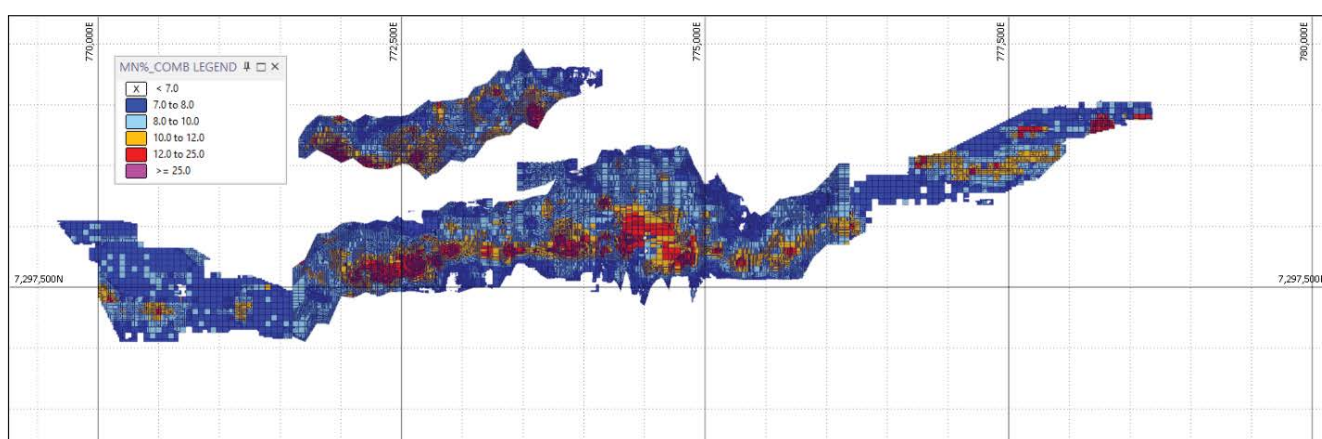 770,000E
772,500E
775,000E
777,500E
780,000E
MN%_COMB LEGEND
X < 7.0
7.0 to 8.0
8.0 to 10.0
10.0 to 12.0
12.0 to 25.0
>= 25.0
7,297,500N
7,297,500N